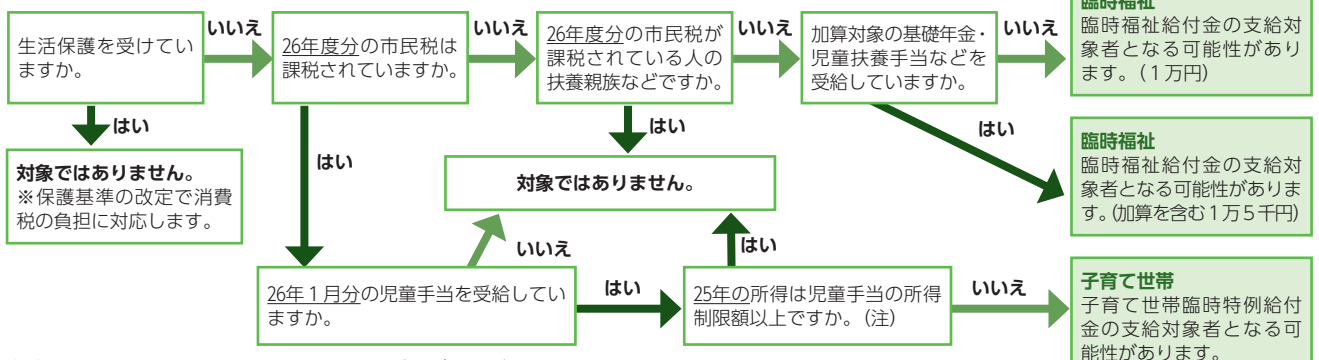 生活保護を受けてい
ますか。
いいえ
26年度分の市民税は
課税されていますか。
いいえ
26年度分の市民税が
課税されている人の
扶養親族などですか。
いいえ
加算対象の基礎年金・
児童扶養手当などを
受給していますか。
いいえ
臨時福祉
臨時福祉給付金の支給対
象者となる可能性があり
ます。（1万円）
はい
対象ではありません。
※保護基準の改定で消費
税の負担に対応します。
はい
はい
対象ではありません。
はい
臨時福祉
臨時福祉給付金の支給対
象者となる可能性がありま
す。（加算を含む1万5千円）
26年1月分の児童手当を受給してい
ますか。
いいえ
はい
25年の所得は児童手当の所得
制限額以上ですか。（注）
はい
いいえ
子育て世帯
子育て世帯臨時特例給付
金の支給対象者となる可
能性があります。